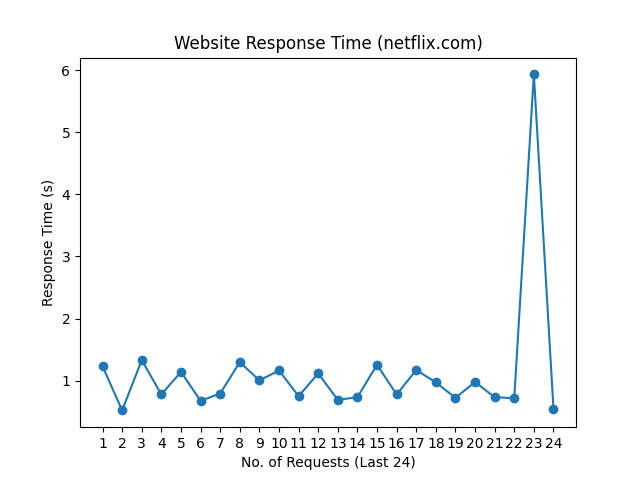 Website Response Time (netflix.com)
6
5
4
3
2
1
Response Time (s)
1 2 3 4 5 6 7 8 9 10 11 12 13 14 15 16 17 18 19 20 21 22 23 24
No. of Requests (Last 24)